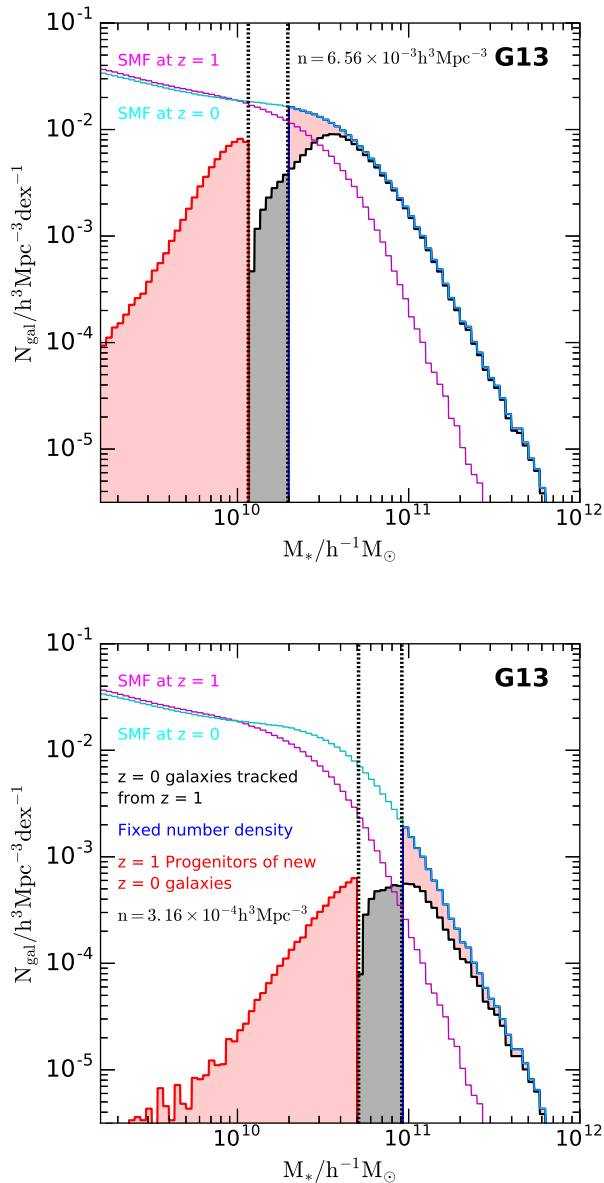 10⁻¹
SMF at z = 1
n = 6.56 × 10⁻³h³Mpc⁻³
G13
SMF at z = 0
10⁻²
10⁻³
10⁻⁴
10⁻⁵
N_gal/h³Mpc⁻³dex⁻¹
10¹⁰
10¹¹
10¹²
M_*/h⁻¹M_⊙
10⁻¹
SMF at z = 1
G13
SMF at z = 0
10⁻²
z = 0 galaxies tracked
from z = 1
Fixed number density
10⁻³
z = 1 Progenitors of new
z = 0 galaxies
n = 3.16 × 10⁻⁴h³Mpc⁻³
10⁻⁴
10⁻⁵
N_gal/h³Mpc⁻³dex⁻¹
10¹⁰
10¹¹
10¹²
M_*/h⁻¹M_⊙